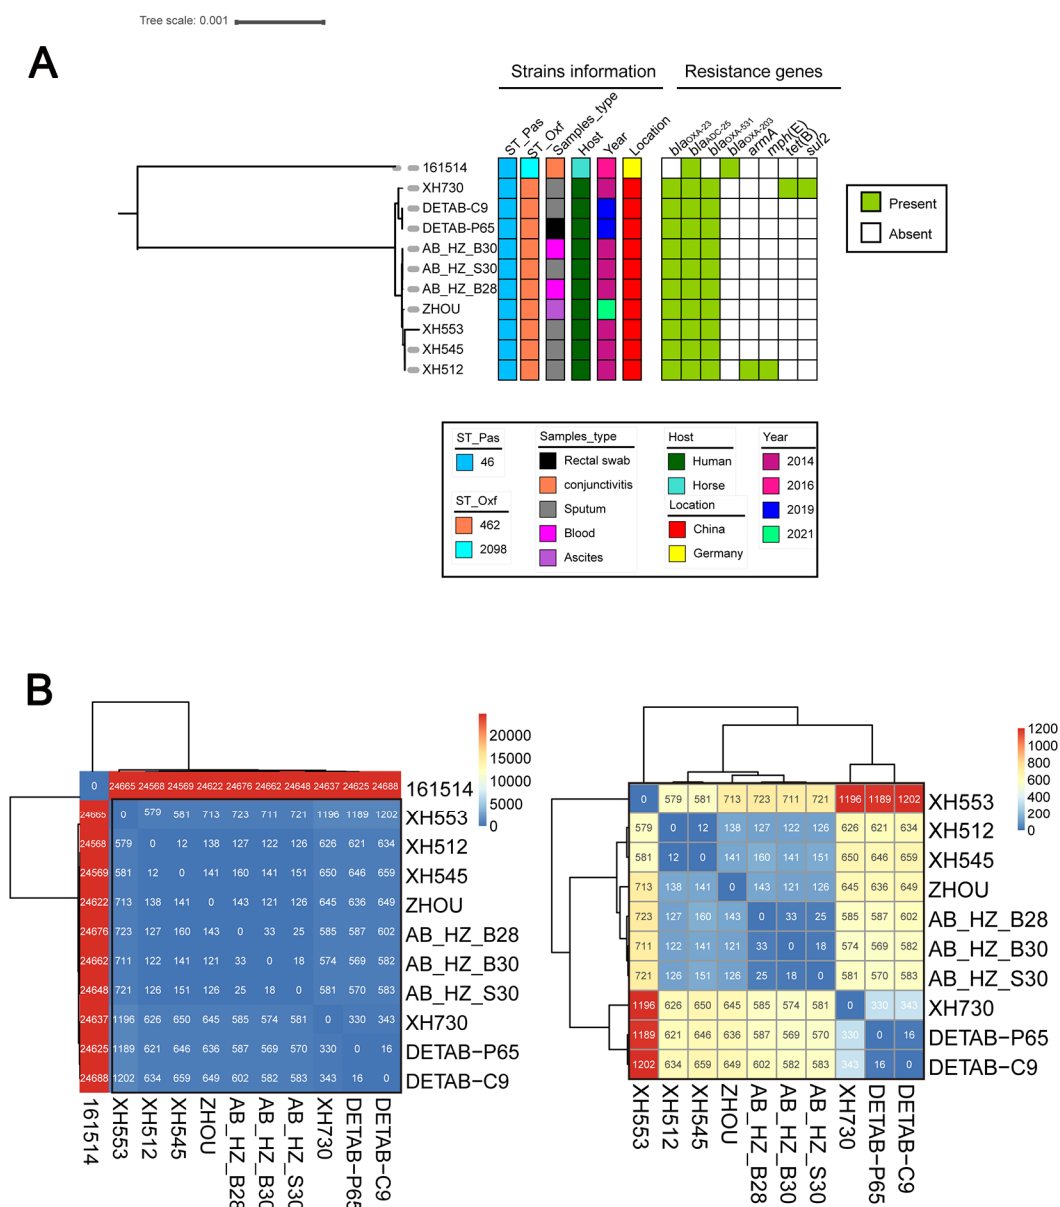 Tree scale: 0.001
A
Strains information
Resistance genes
ST_Pas
ST_Oxf
Samples_type
Host
Year
Location
blaOXA-23
blaADC-25
blaOXA-531
blaOXA-203
armA
mph(E)
tet(B)
sul2
161514
XH730
DETAB-C9
DETAB-P65
AB_HZ_B30
AB_HZ_S30
AB_HZ_B28
ZHOU
XH553
XH545
XH512
Present
Absent
ST_Pas
46
ST_Oxf
462
2098
Samples_type
Rectal swab
conjunctivitis
Sputum
Blood
Ascites
Host
Human
Horse
Location
China
Germany
Year
2014
2016
2019
2021
B
20000
15000
10000
5000
0
0 24665 24568 24569 24622 24676 24662 24648 24637 24625 24688 161514
24665 0 579 581 713 723 711 721 1196 1189 1202 XH553
24568 579 0 12 138 127 122 126 626 621 634 XH512
24569 581 12 0 141 160 141 151 650 646 659 XH545
24622 713 138 141 0 143 121 126 645 636 649 ZHOU
24676 723 127 160 143 0 33 25 585 587 602 AB_HZ_B28
24662 711 122 141 121 33 0 18 574 569 582 AB_HZ_B30
24648 721 126 151 126 25 18 0 581 570 583 AB_HZ_S30
24637 1196 626 650 645 585 574 581 0 330 343 XH730
24625 1189 621 646 636 587 569 570 330 0 16 DETAB-P65
24688 1202 634 659 649 602 582 583 343 16 0 DETAB-C9
161514
XH553
XH512
XH545
ZHOU
AB_HZ_B28
AB_HZ_B30
AB_HZ_S30
XH730
DETAB-P65
DETAB-C9
1200
1000
800
600
400
200
0
0 579 581 713 723 711 721 1196 1189 1202 XH553
579 0 12 138 127 122 126 626 621 634 XH512
581 12 0 141 160 141 151 650 646 659 XH545
713 138 141 0 143 121 126 645 636 649 ZHOU
723 127 160 143 0 33 25 585 587 602 AB_HZ_B28
711 122 141 121 33 0 18 574 569 582 AB_HZ_B30
721 126 151 126 25 18 0 581 570 583 AB_HZ_S30
1196 626 650 645 585 574 581 0 330 343 XH730
1189 621 646 636 587 569 570 330 0 16 DETAB-P65
1202 634 659 649 602 582 583 343 16 0 DETAB-C9
XH553
XH512
XH545
ZHOU
AB_HZ_B28
AB_HZ_B30
AB_HZ_S30
XH730
DETAB-P65
DETAB-C9